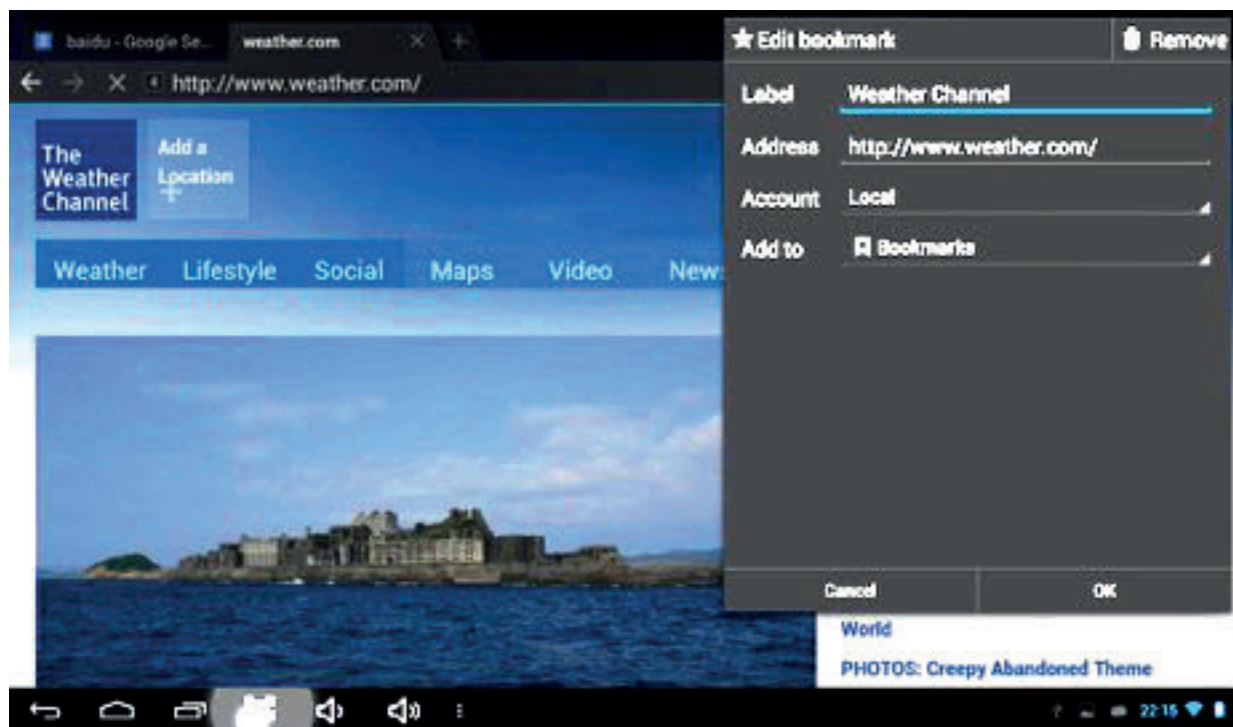 baidu - Google Se...
weather.com
http://www.weather.com/
The
Weather
Channel
Add a
Location
Weather Lifestyle Social Maps Video
Edit bookmark
Remove
Label Weather Channel
Address http://www.weather.com/
Account Local
Add to Bookmarks
Cancel OK
World
PHOTOS: Creepy Abandoned Theme
22:15